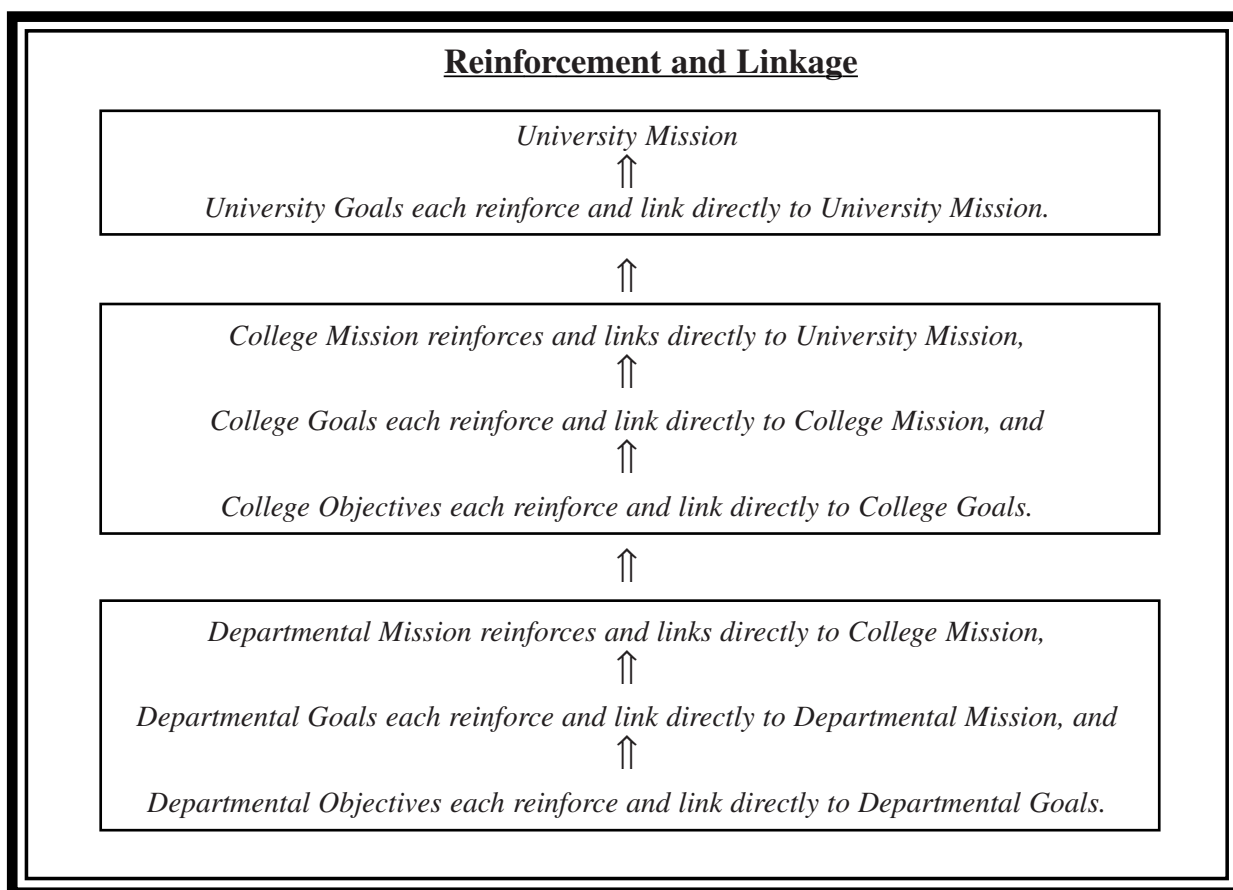 Reinforcement and Linkage
University Mission
⇑
University Goals each reinforce and link directly to University Mission.
⇑
College Mission reinforces and links directly to University Mission,
⇑
College Goals each reinforce and link directly to College Mission, and
⇑
College Objectives each reinforce and link directly to College Goals.
⇑
Departmental Mission reinforces and links directly to College Mission,
⇑
Departmental Goals each reinforce and link directly to Departmental Mission, and
⇑
Departmental Objectives each reinforce and link directly to Departmental Goals.